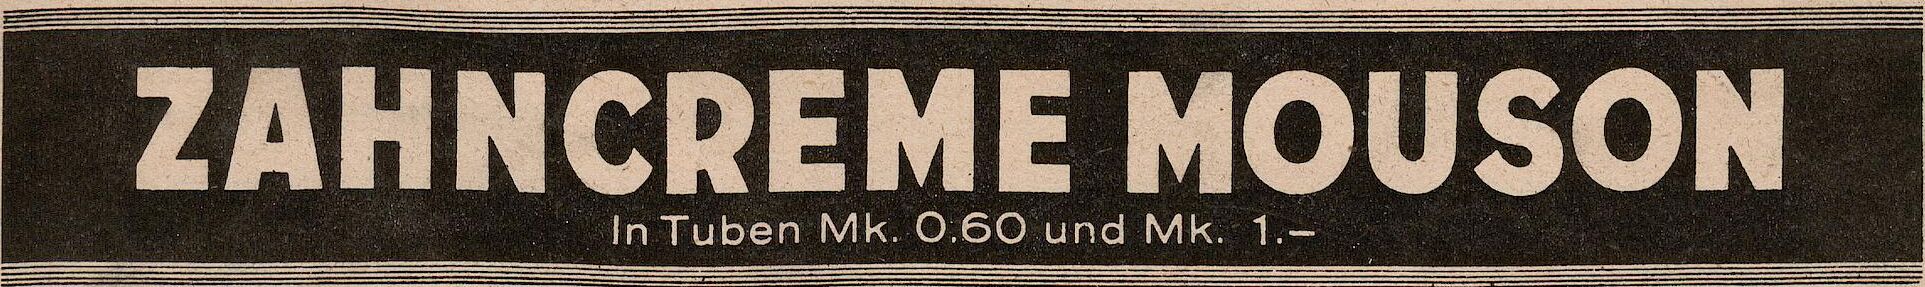 ZAHNCREME MOUSON
In Tuben Mk. 0.60 und Mk. 1.–